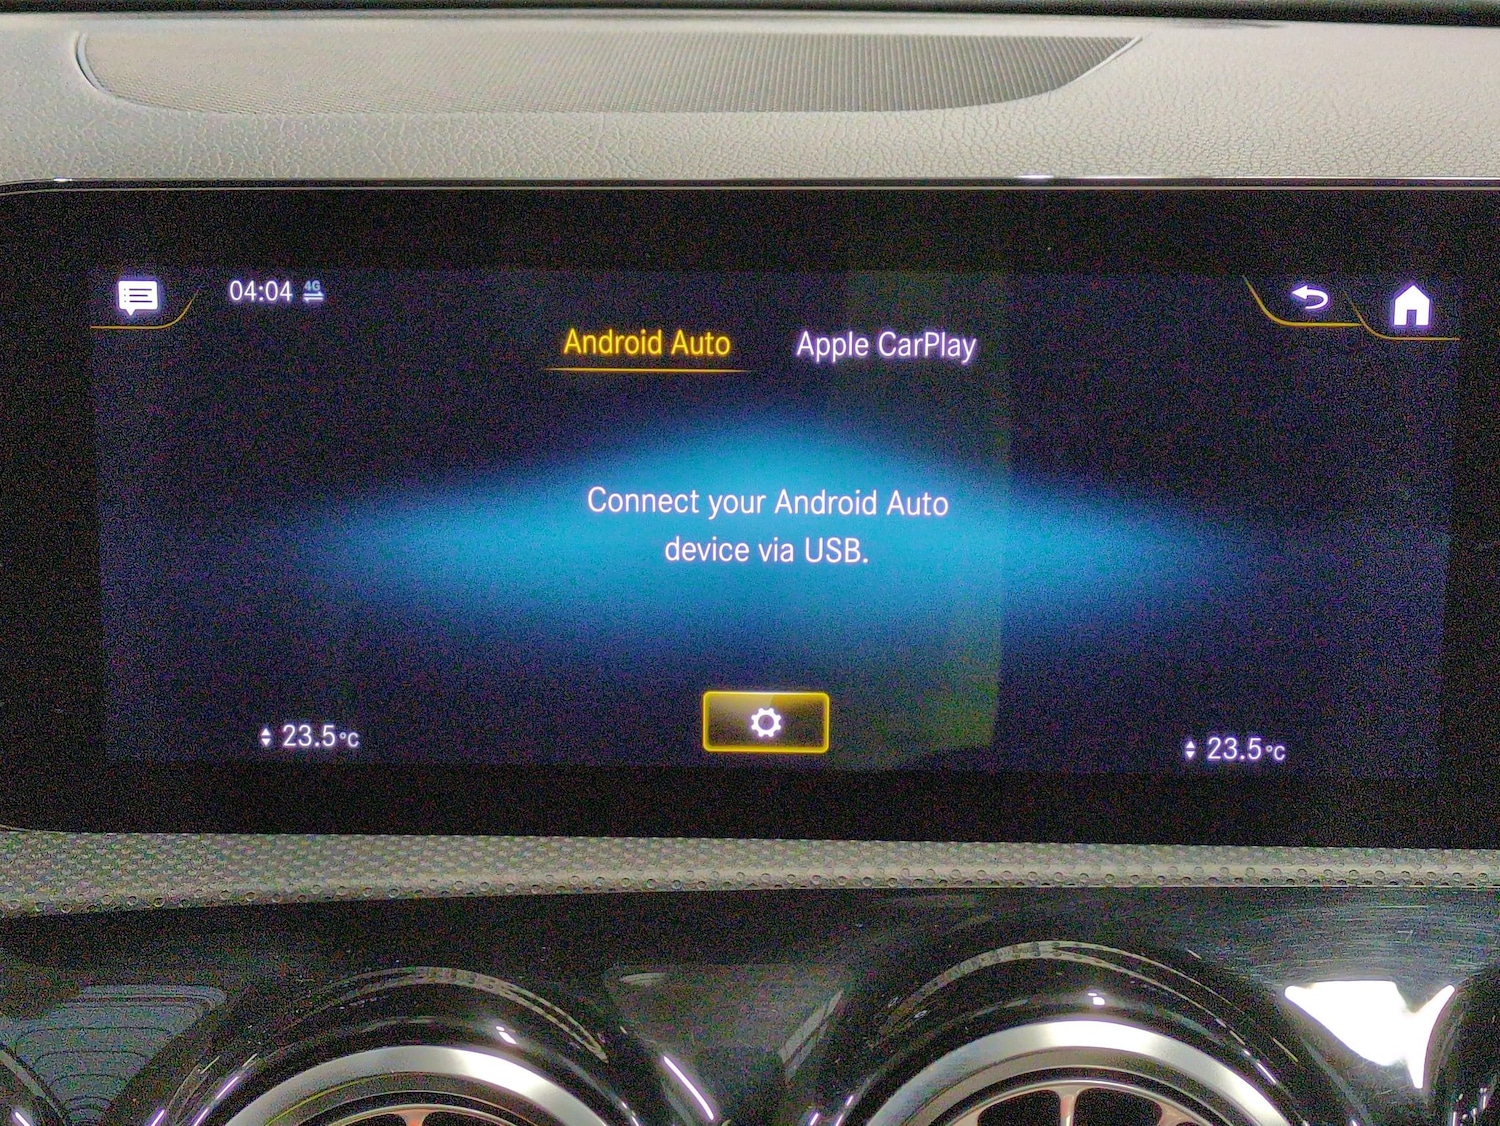 04:04 4G
Android Auto Apple CarPlay
Connect your Android Auto
device via USB.
23.5°C
23.5°C